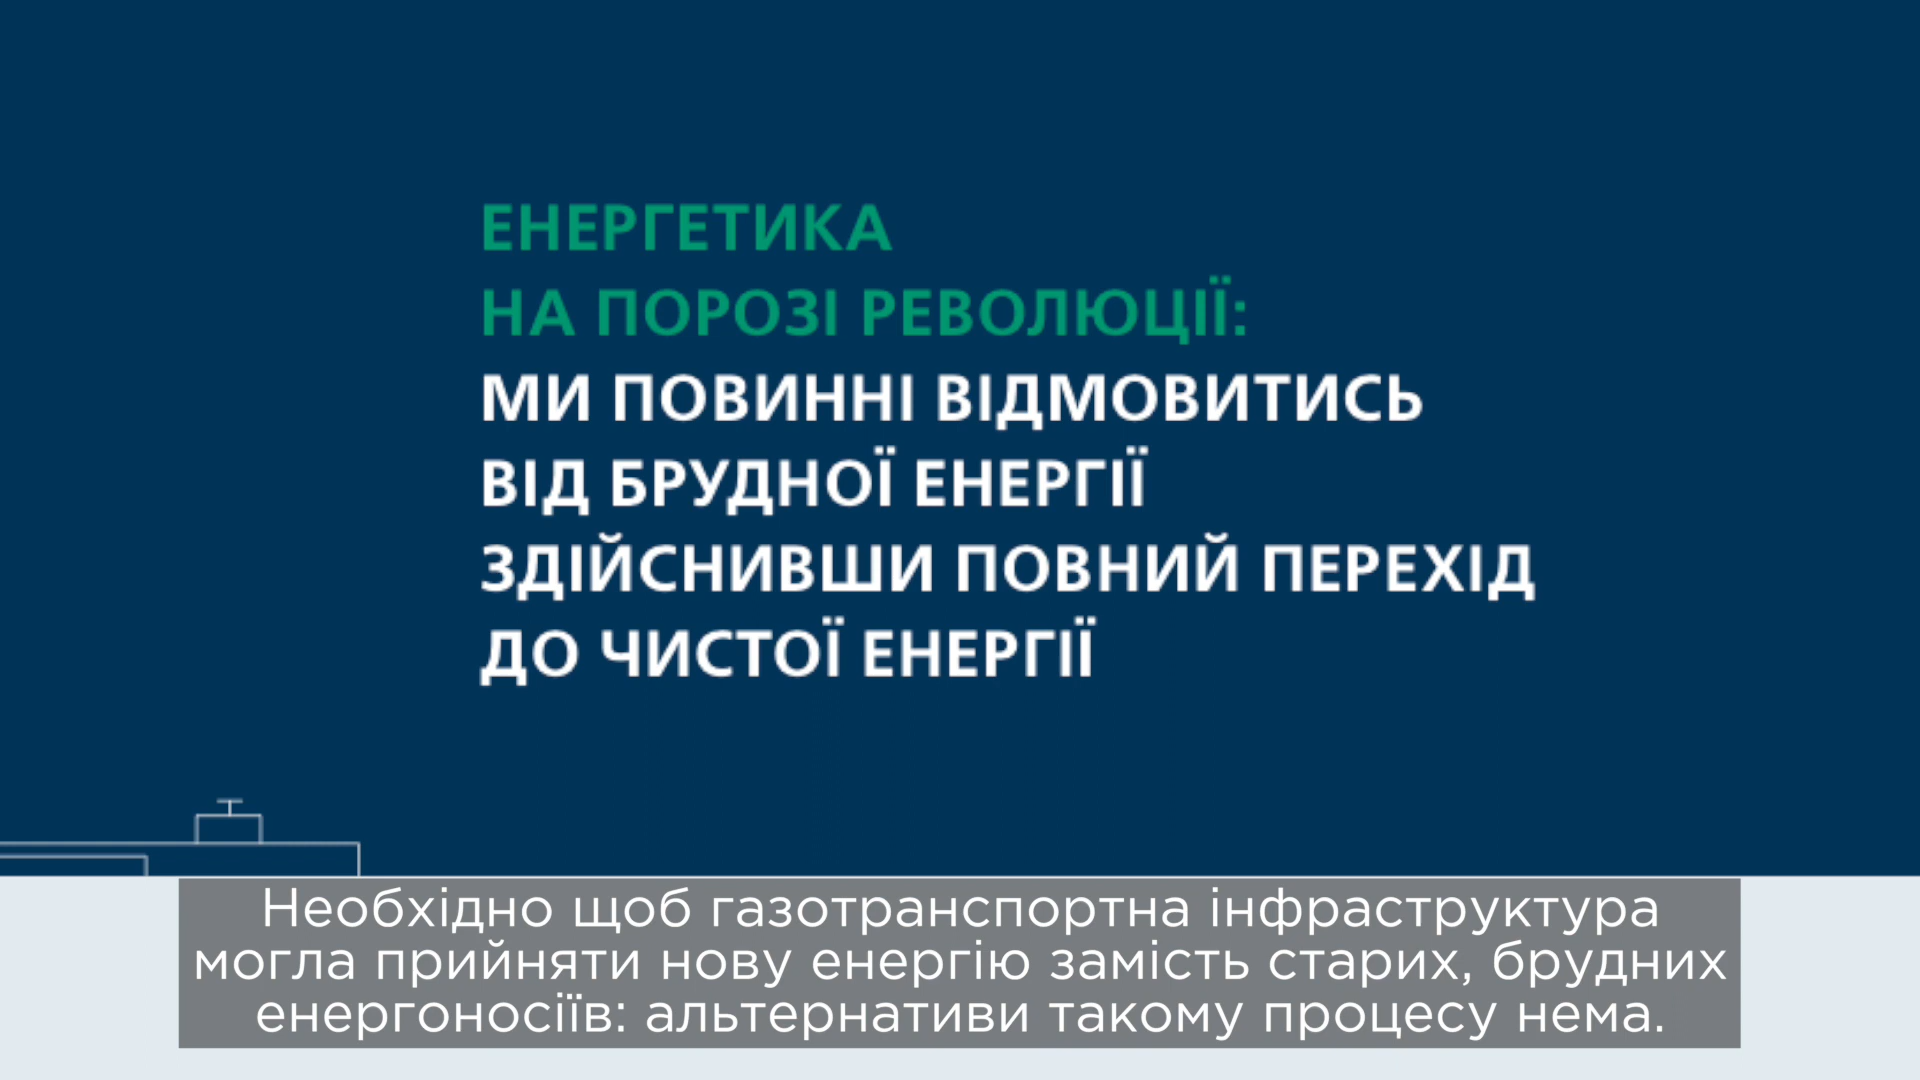 ЕНЕРГЕТИКА
НА ПОРОЗІ РЕВОЛЮЦІЇ:
МИ ПОВИННІ ВІДМОВИТИСЬ
ВІД БРУДНОЇ ЕНЕРГІЇ
ЗДІЙСНИВШИ ПОВНИЙ ПЕРЕХІД
ДО ЧИСТОЇ ЕНЕРГІЇ
Необхідно щоб газотранспортна інфраструктура
могла прийняти нову енергію замість старих, брудних
енергоносіїв: альтернативи такому процесу нема.